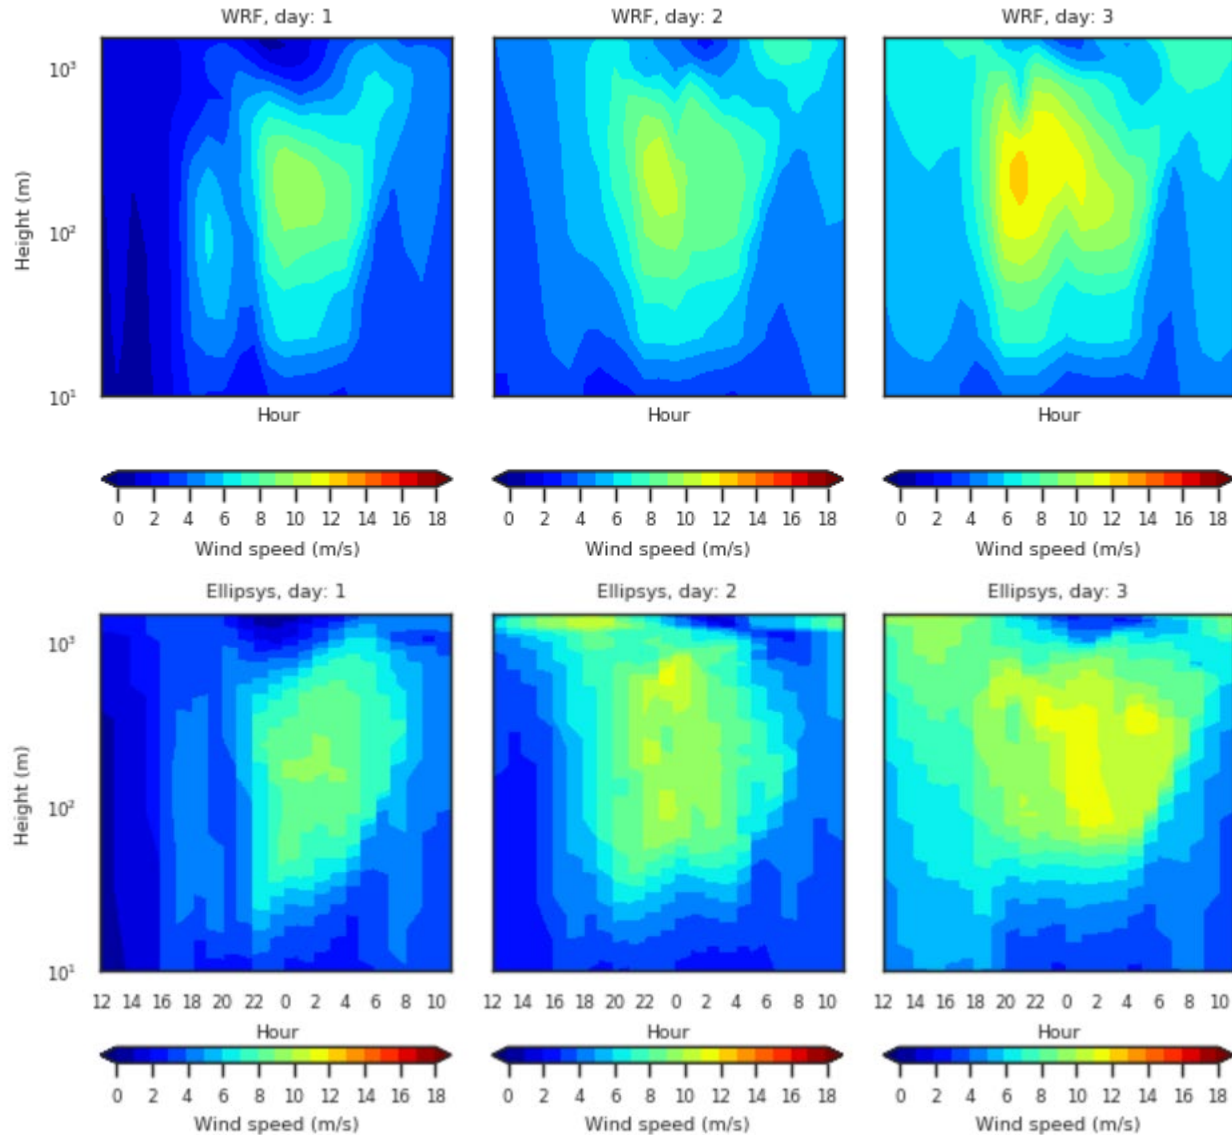 WRF, day: 1
WRF, day: 2
WRF, day: 3
10³
10²
10¹
Height (m)
Hour
Hour
Hour
0 2 4 6 8 10 12 14 16 18
0 2 4 6 8 10 12 14 16 18
0 2 4 6 8 10 12 14 16 18
Wind speed (m/s)
Wind speed (m/s)
Wind speed (m/s)
Ellipsys, day: 1
Ellipsys, day: 2
Ellipsys, day: 3
10³
10²
10¹
Height (m)
12 14 16 18 20 22 0 2 4 6 8 10
12 14 16 18 20 22 0 2 4 6 8 10
12 14 16 18 20 22 0 2 4 6 8 10
Hour
Hour
Hour
0 2 4 6 8 10 12 14 16 18
0 2 4 6 8 10 12 14 16 18
0 2 4 6 8 10 12 14 16 18
Wind speed (m/s)
Wind speed (m/s)
Wind speed (m/s)